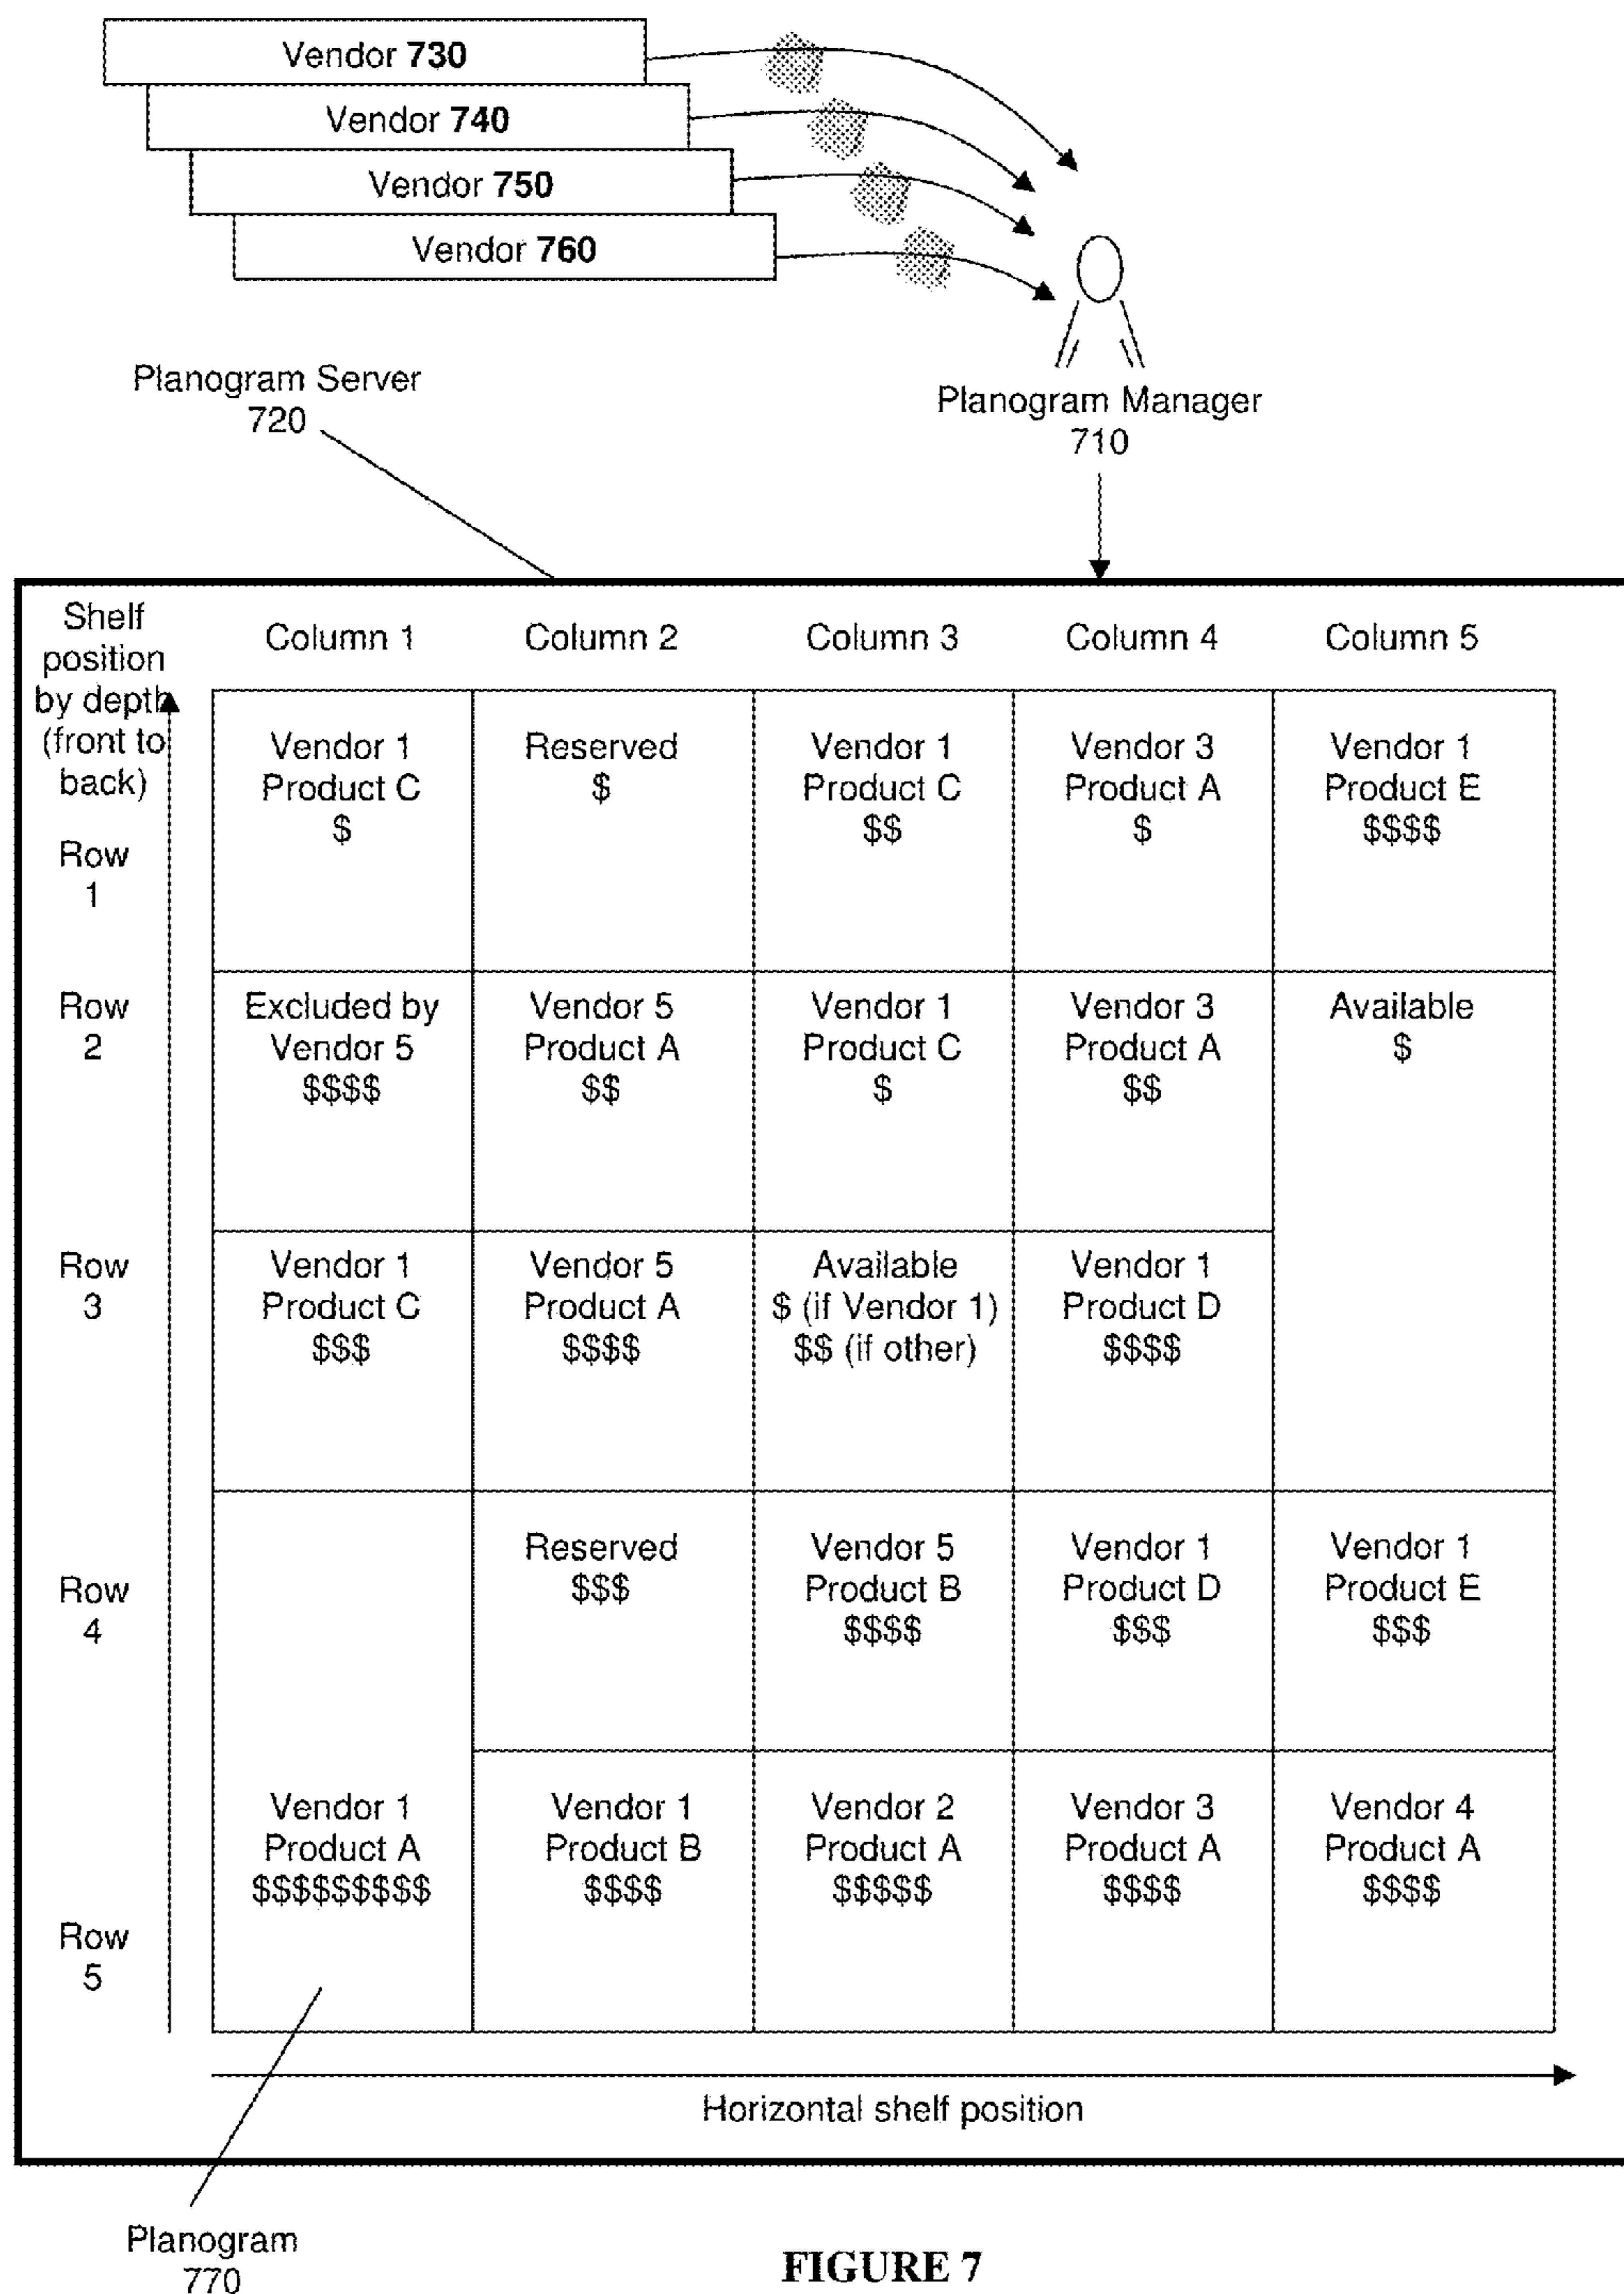 Vendor 730
Vendor 740
Vendor 750
Vendor 760
Planogram Server
720
Planogram Manager
710
Shelf
position
by depth
(front to
back)
Column 1
Column 2
Column 3
Column 4
Column 5
Row
1
Vendor 1
Product C
$
Reserved
$
Vendor 1
Product C
$$
Vendor 3
Product A
$
Vendor 1
Product E
$$$$
Row
2
Excluded by
Vendor 5
$$$$
Vendor 5
Product A
$$
Vendor 1
Product C
$
Vendor 3
Product A
$$
Available
$
Row
3
Vendor 1
Product C
$$$
Vendor 5
Product A
$$$$
Available
$ (if Vendor 1)
$$ (if other)
Vendor 1
Product D
$$$$
Row
4
Reserved
$$$
Vendor 5
Product B
$$$$
Vendor 1
Product D
$$$
Vendor 1
Product E
$$$
Row
5
Vendor 1
Product A
$$$$$$$$$
Vendor 1
Product B
$$$$
Vendor 2
Product A
$$$$$
Vendor 3
Product A
$$$$
Vendor 4
Product A
$$$$
Horizontal shelf position
Planogram
770
FIGURE 7